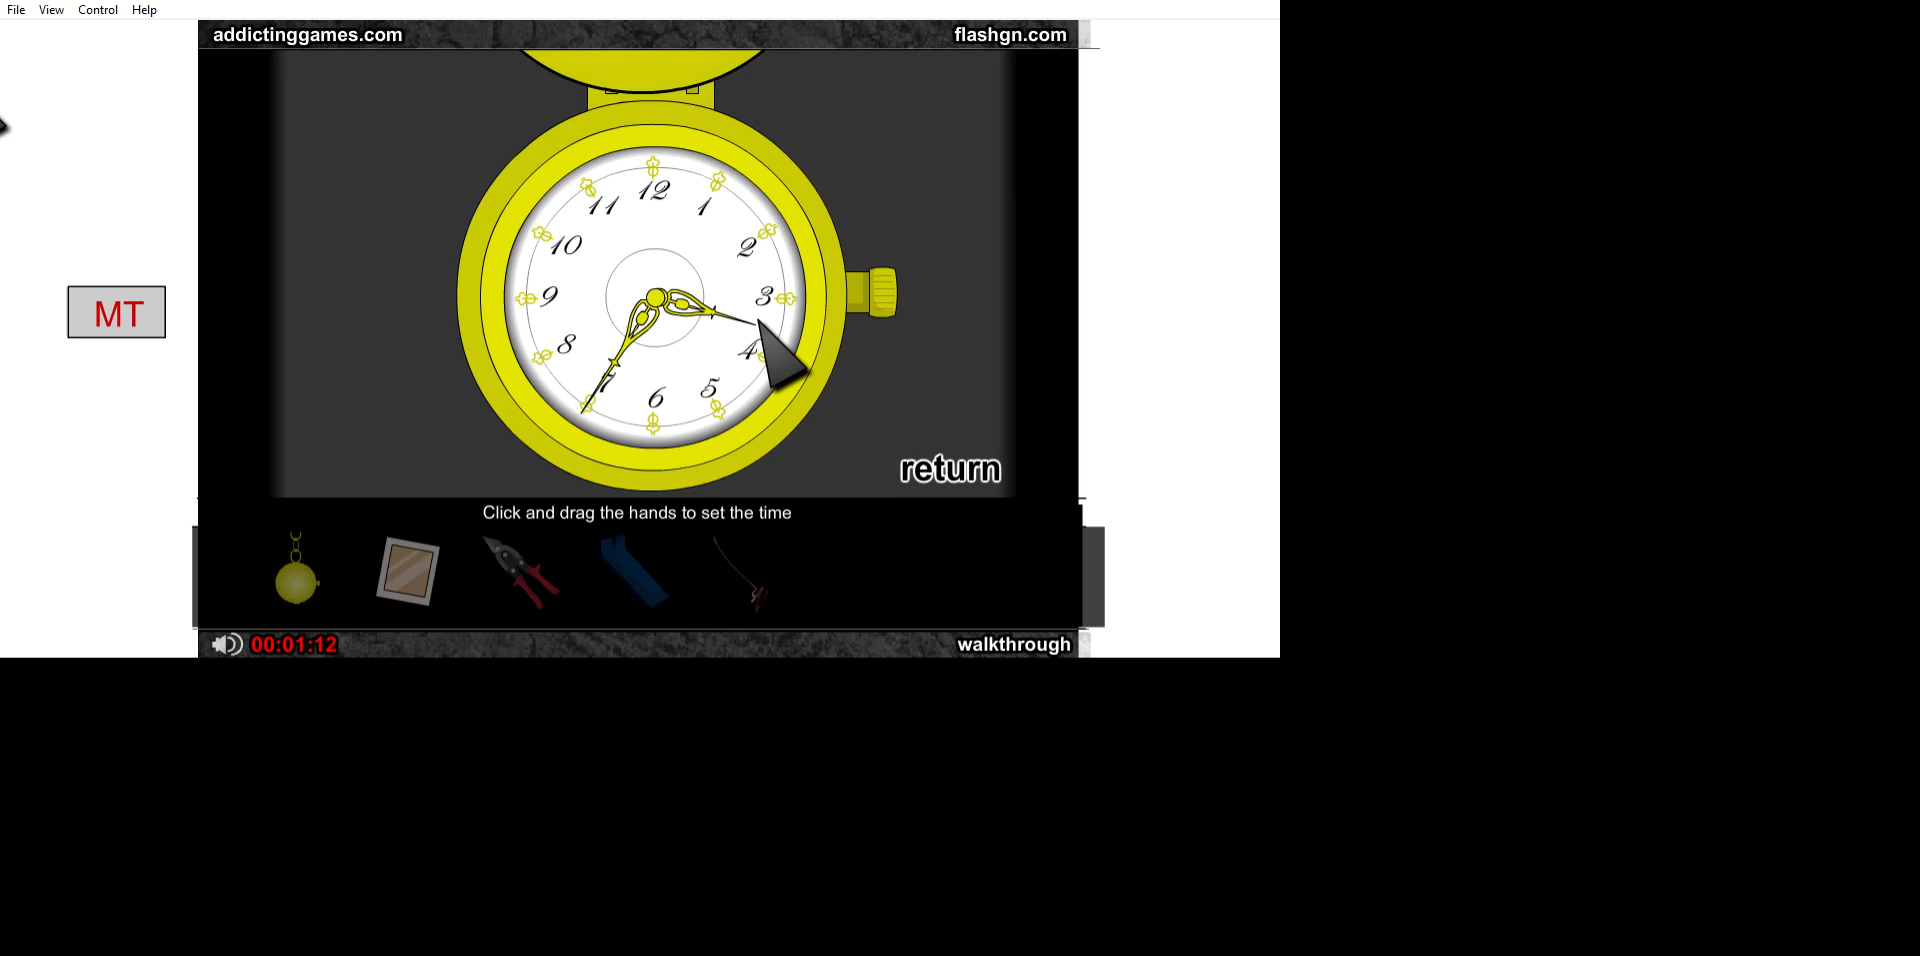 File View Control Help
addictinggames.com flashgn.com
12
11 1
10 2
9 3
8 4
7 5
6
MT
return
Click and drag the hands to set the time
00:01:12 walkthrough